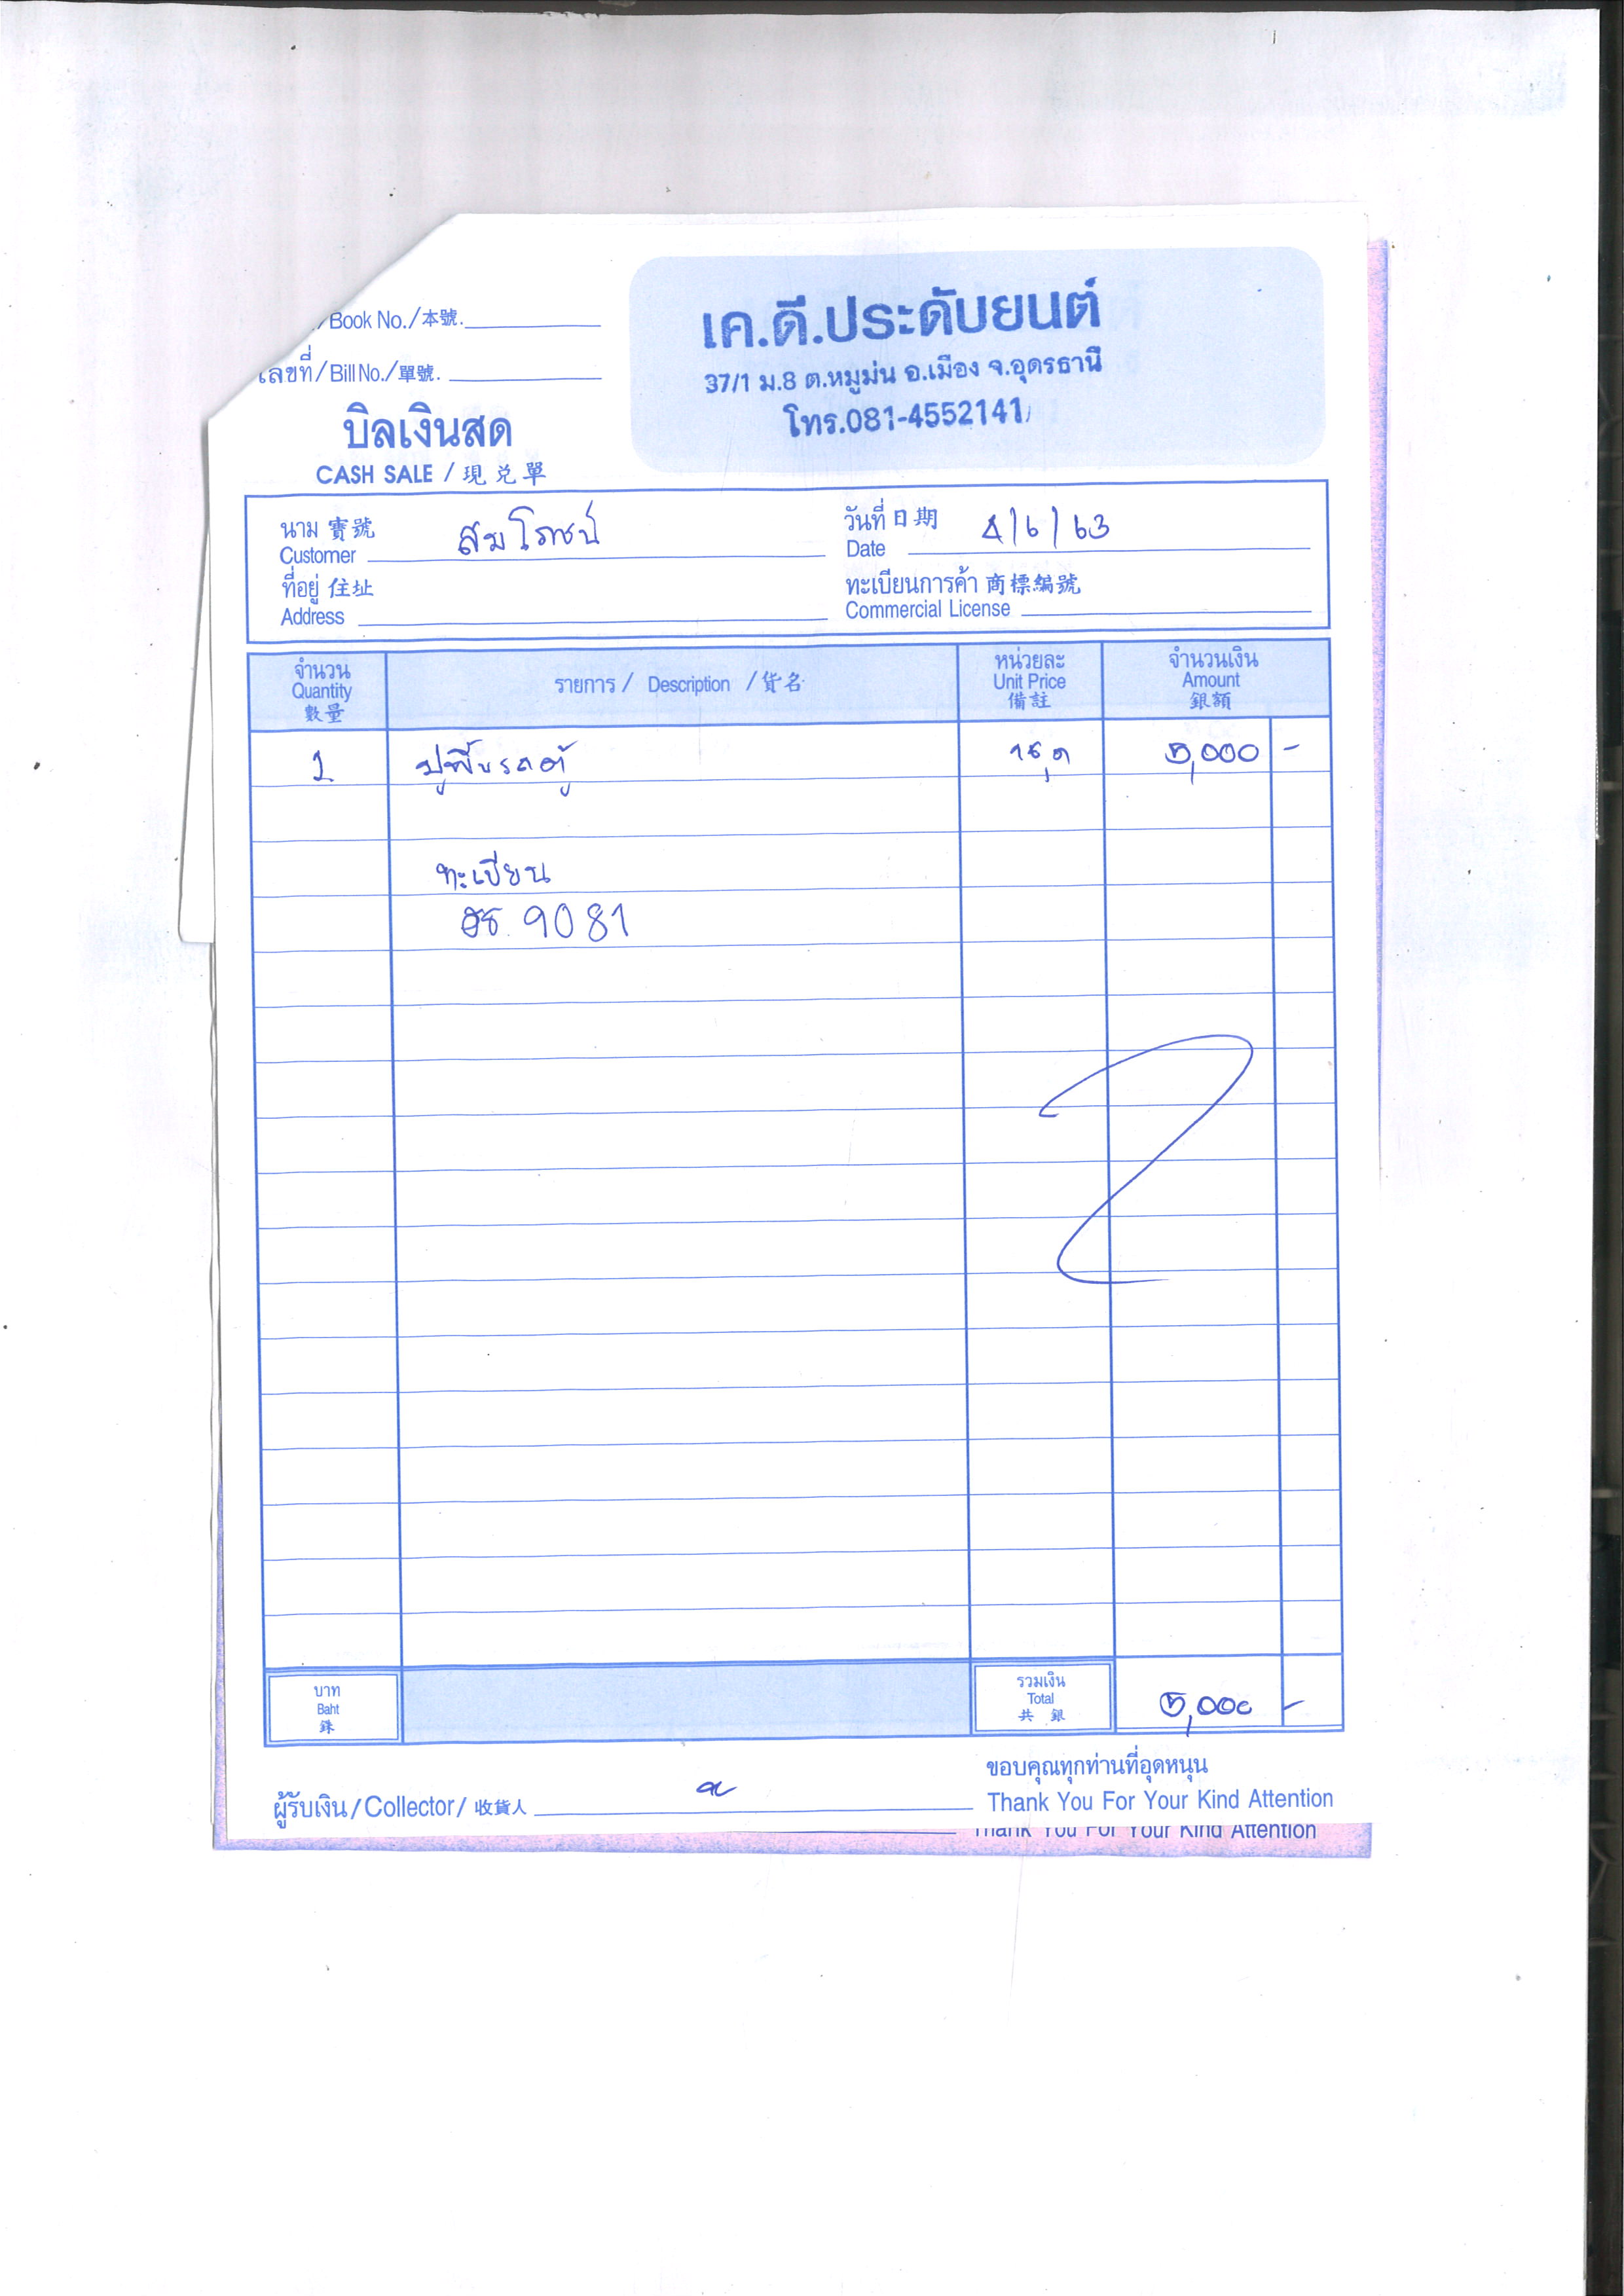 /Book No./本號.
เลขที่/Bill No./單號.
บิลเงินสด
CASH SALE / 現兑單
เค.ดี.ประดับยนต์
37/1 ม.8 ต.หมูม่น อ.เมือง จ.อุดรธานี
โทร.081-4552141
นาม 寶號 สมโภชน์ วันที่ 日期 4/6/63
Customer Date
ที่อยู่ 住址 ทะเบียนการค้า 商標編號
Address Commercial License
จำนวน รายการ / Description / 貨名 หน่วยละ จำนวนเงิน
Quantity Unit Price Amount
數量 備註 銀額
1 ปูพื้นรถตู้ 1ชุด 5,000 -
ทะเบียน
9081
บาท รวมเงิน
Baht Total 5,000 -
銖 共 銀
ขอบคุณทุกท่านที่อุดหนุน
ผู้รับเงิน/Collector/收貨人 Thank You For Your Kind Attention
Thank You For Your Kind Attention